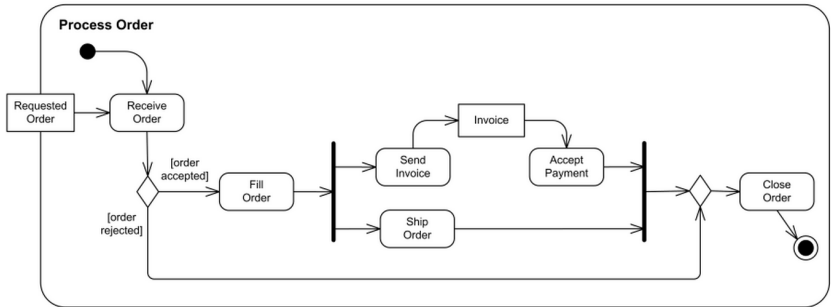 Process Order
Requested
Order
Receive
Order
[order
accepted]
[order
rejected]
Fill
Order
Send
Invoice
Invoice
Accept
Payment
Ship
Order
Close
Order